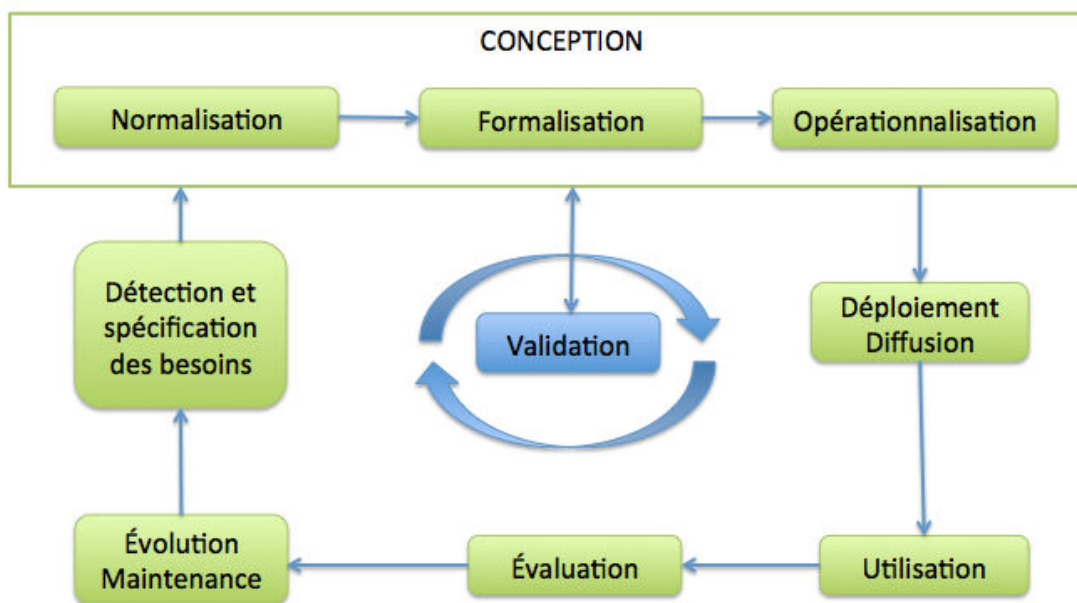 CONCEPTION
Normalisation
Formalisation
Opérationnalisation
Détection et
spécification
des besoins
Validation
Déploiement
Diffusion
Évolution
Maintenance
Évaluation
Utilisation